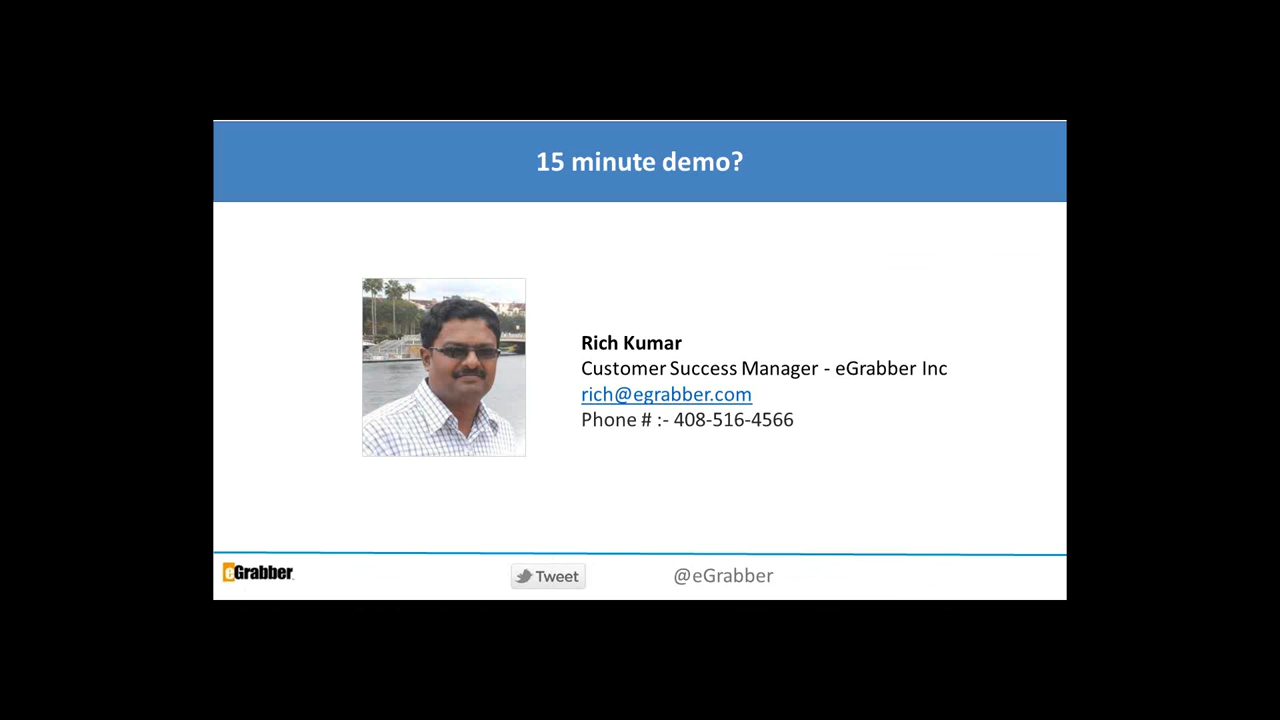 15 minute demo?
Rich Kumar
Customer Success Manager - eGrabber Inc
rich@egrabber.com
Phone # :- 408-516-4566
eGrabber
Tweet
@eGrabber